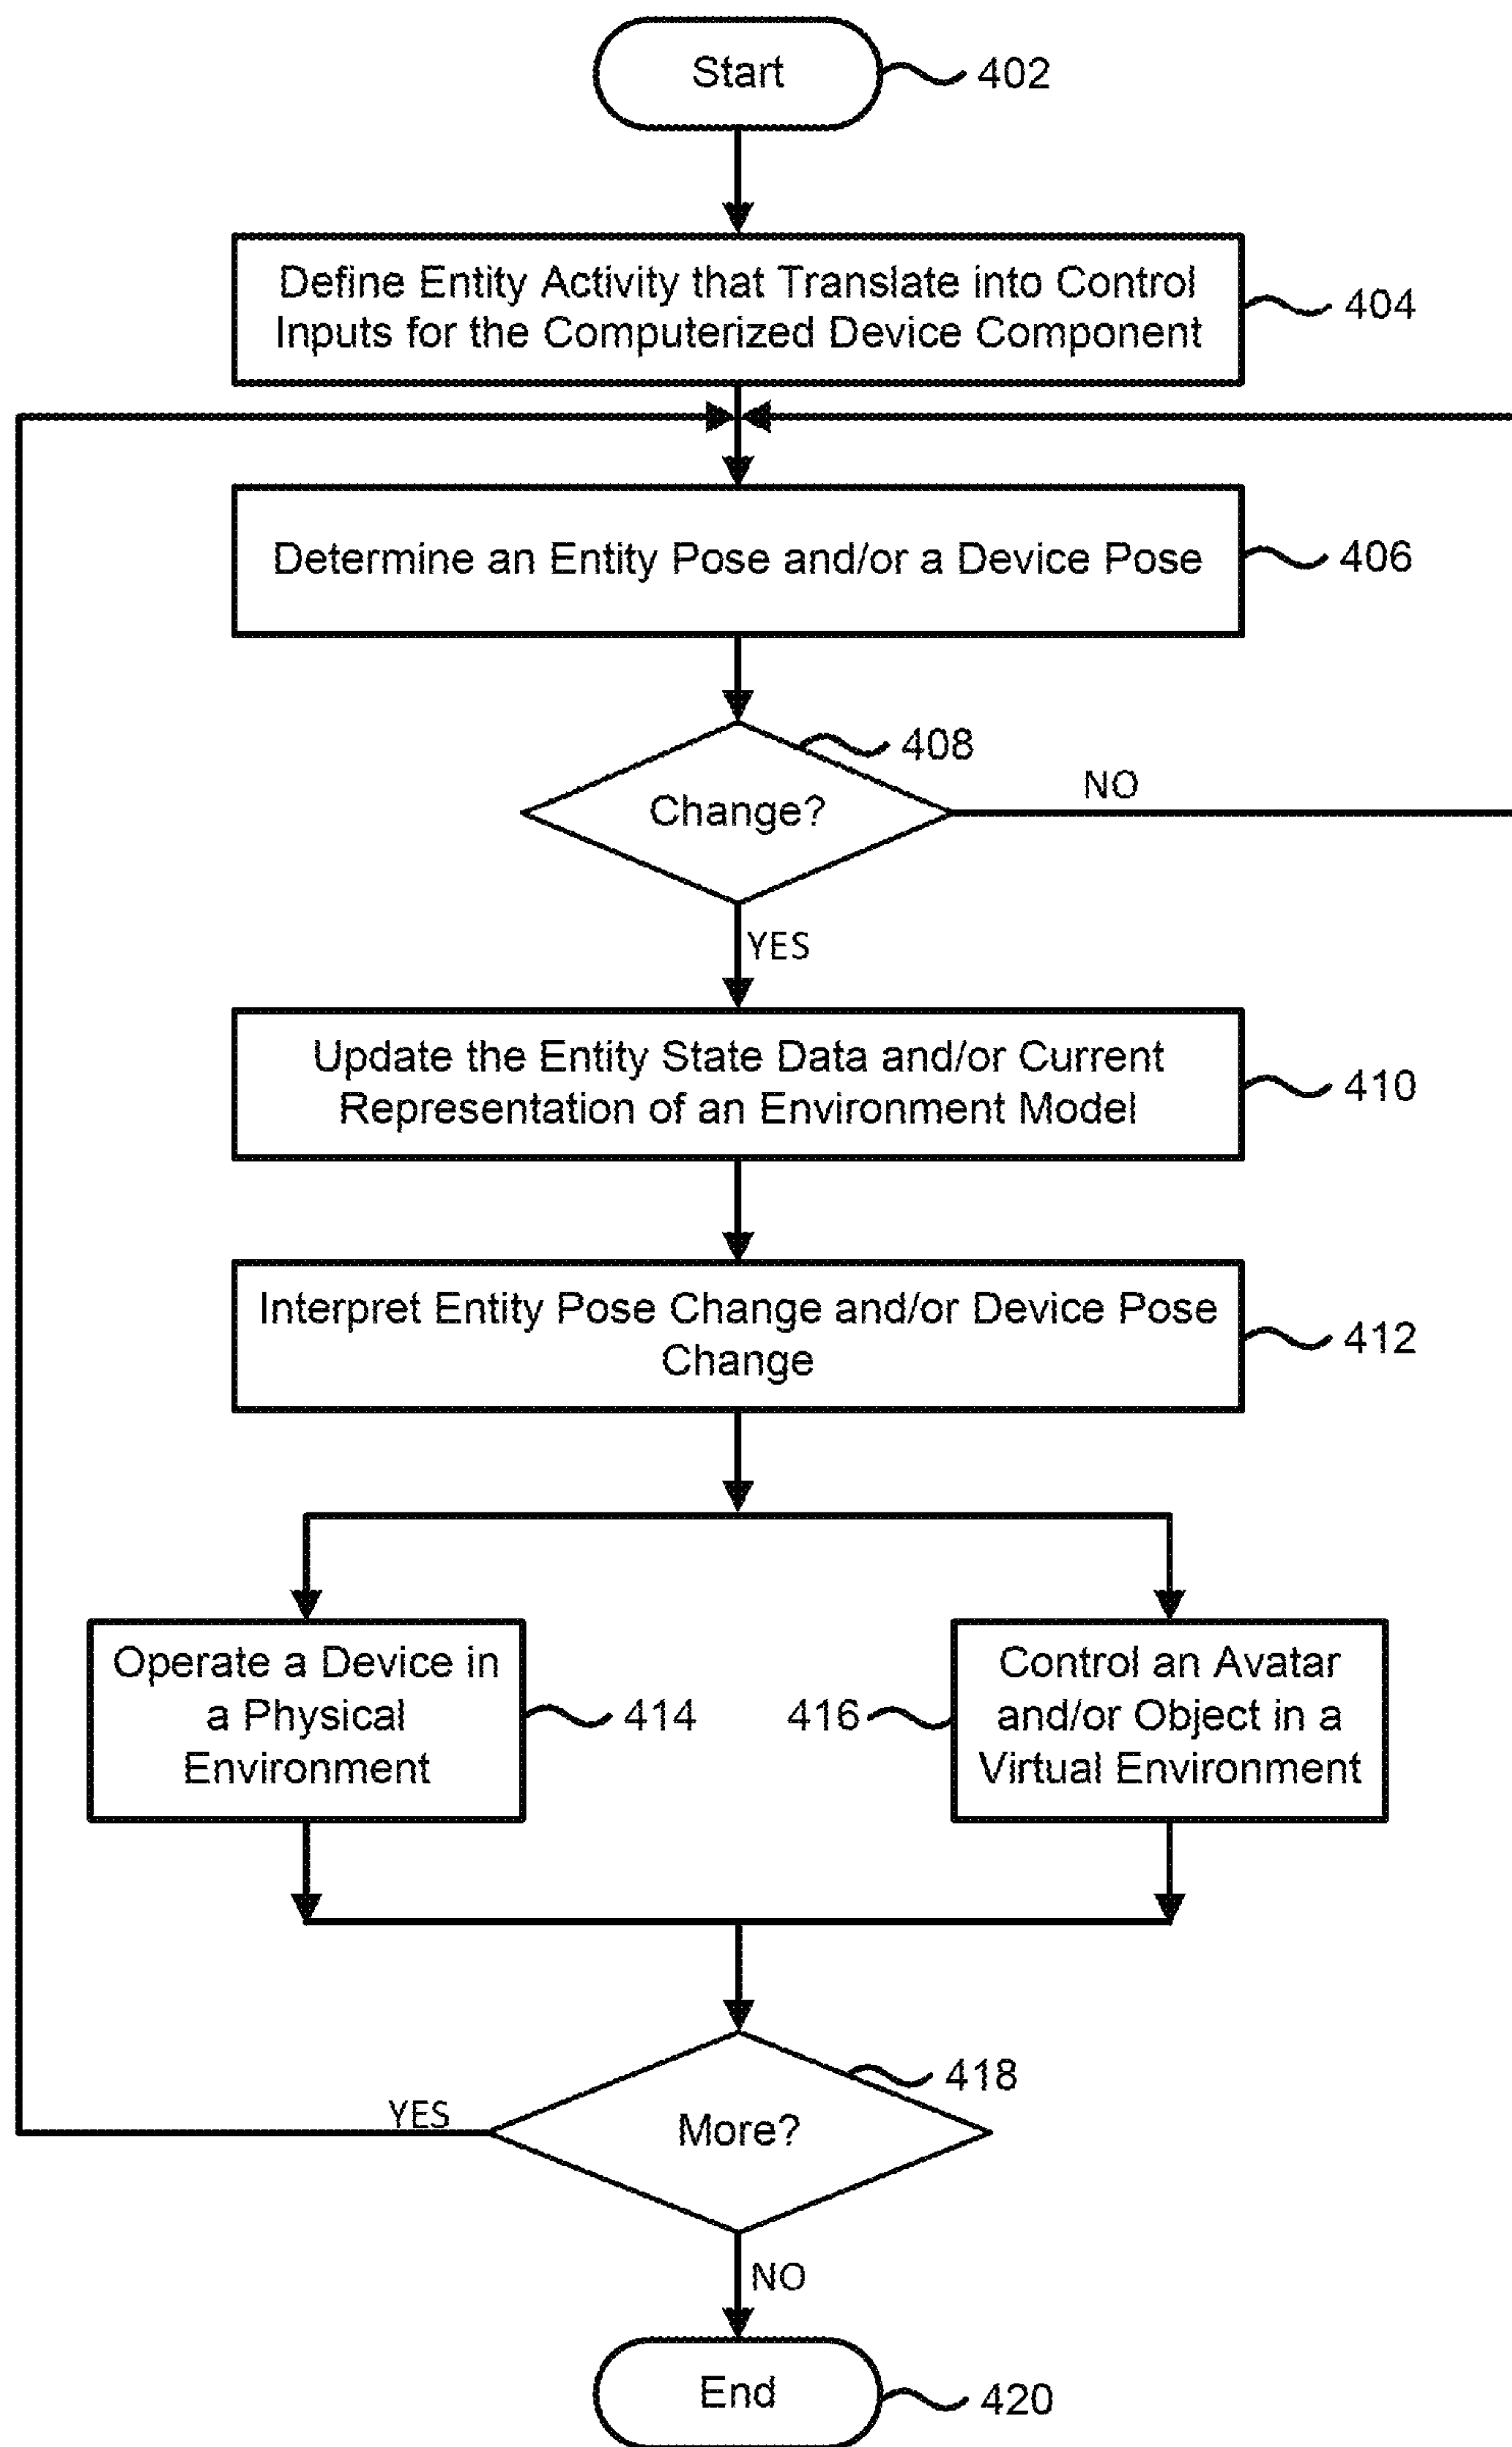 Start
402
Define Entity Activity that Translate into Control
Inputs for the Computerized Device Component
404
Determine an Entity Pose and/or a Device Pose
406
408
Change?
NO
YES
Update the Entity State Data and/or Current
Representation of an Environment Model
410
Interpret Entity Pose Change and/or Device Pose
Change
412
Operate a Device in
a Physical
Environment
414
416
Control an Avatar
and/or Object in a
Virtual Environment
418
More?
YES
NO
End
420